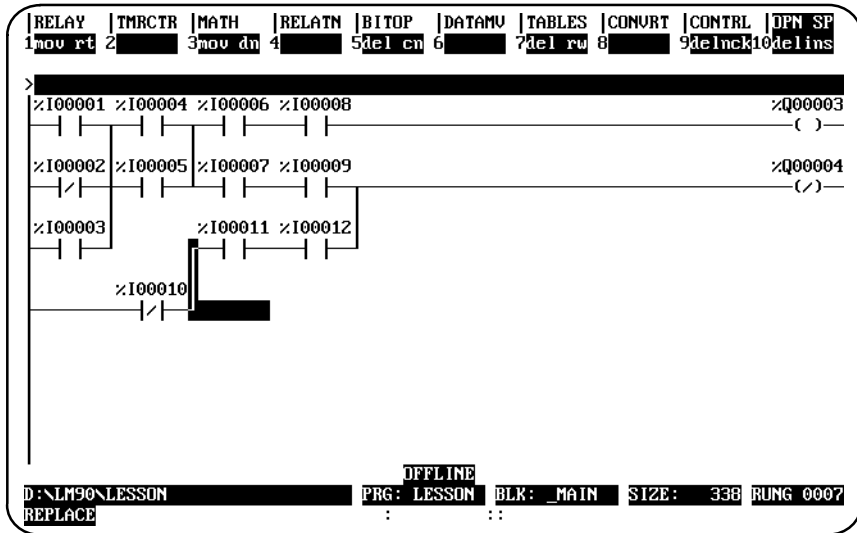 |RELAY |TMRCTR |MATH |RELATN |BITOP |DATAMV |TABLES |CONVRT |CONTRL |OPN SP
1mov rt 2 3mov dn 4 5del cn 6 7del rw 8 9delnck10delins
>
%I00001 %I00004 %I00006 %I00008 %Q00003
%I00002 %I00005 %I00007 %I00009 %Q00004
%I00003 %I00011 %I00012
%I00010
OFFLINE
D:\LM90\LESSON PRG: LESSON BLK: _MAIN SIZE: 338 RUNG 0007
REPLACE : ::